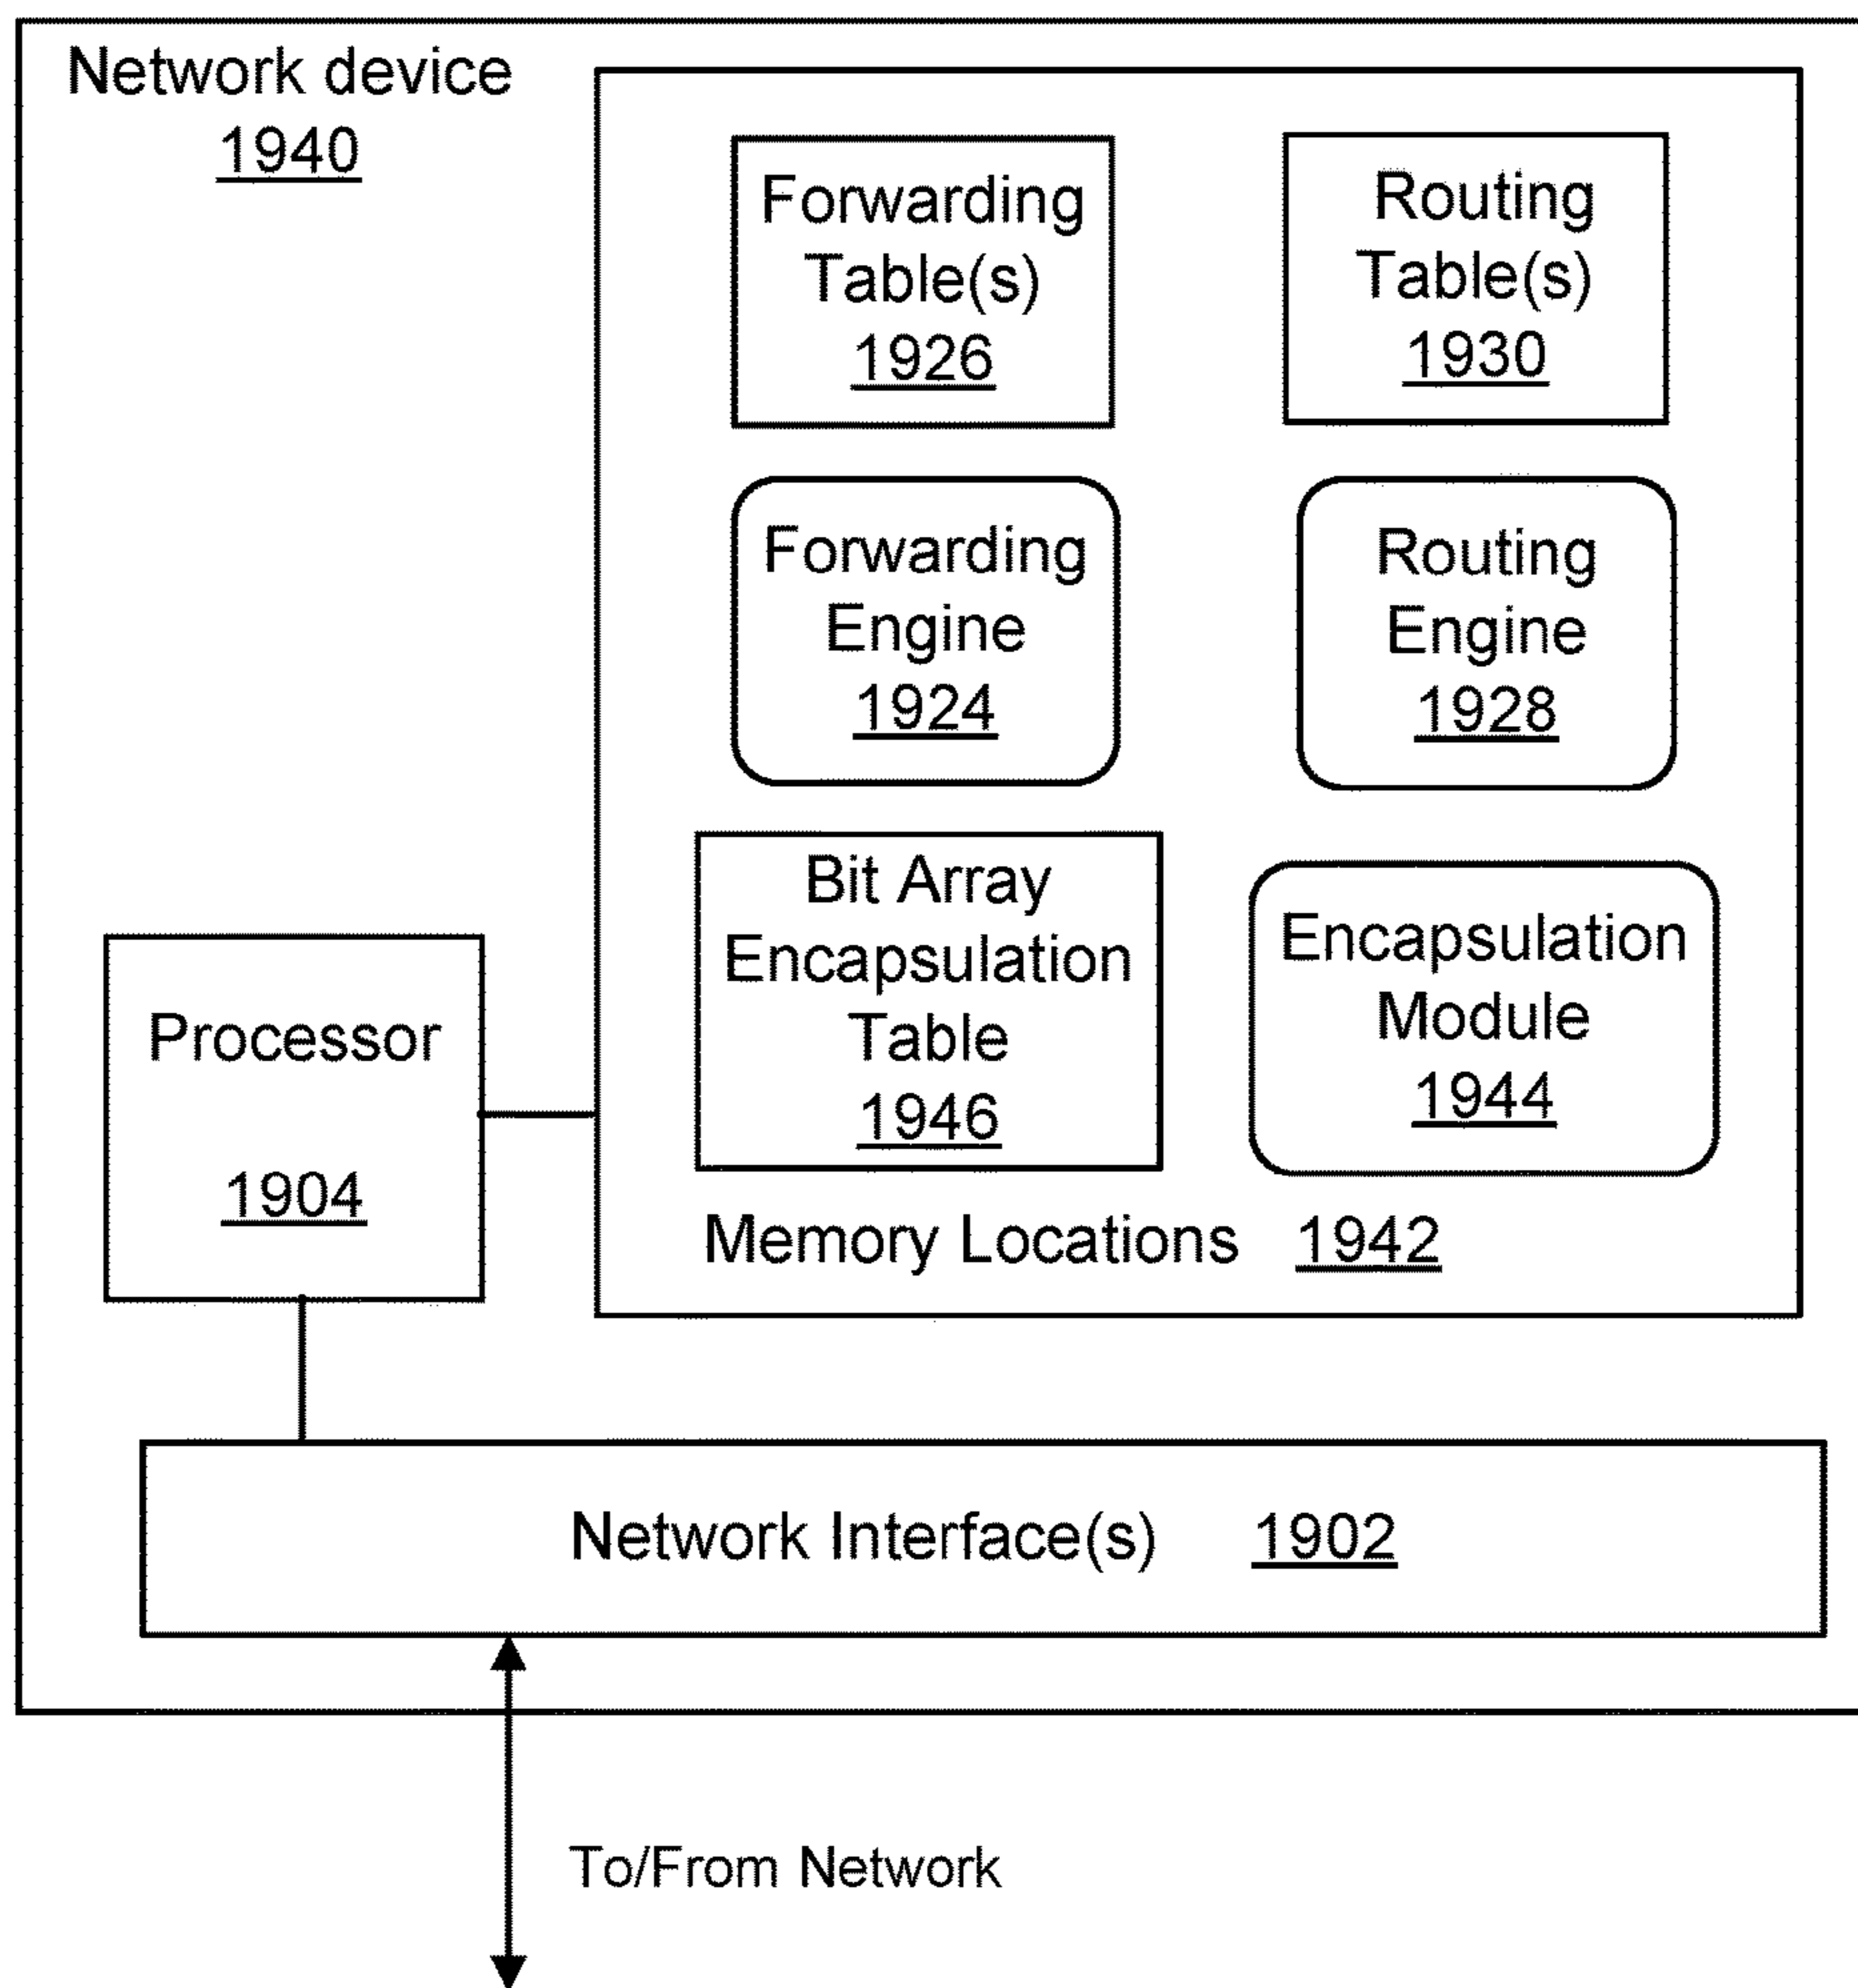 Network device
1940
Forwarding
Table(s)
1926
Routing
Table(s)
1930
Forwarding
Engine
1924
Routing
Engine
1928
Bit Array
Encapsulation
Table
1946
Encapsulation
Module
1944
Memory Locations 1942
Processor
1904
Network Interface(s) 1902
To/From Network